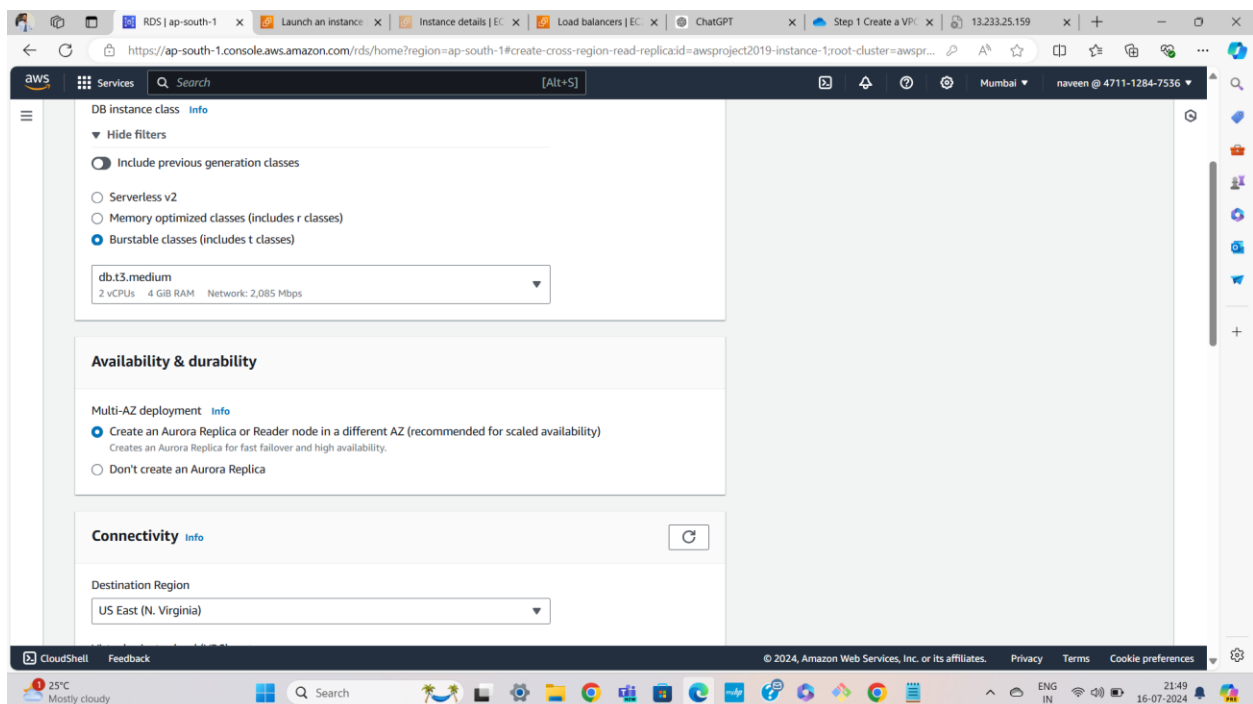 RDS | ap-south-1
Launch an instance
Instance details | EC
Load balancers | EC
ChatGPT
Step 1 Create a VPC
13.233.25.159
https://ap-south-1.console.aws.amazon.com/rds/home?region=ap-south-1#create-cross-region-read-replica:id=awsproject2019-instance-1;root-cluster=awspr...
aws
Services
Search
[Alt+S]
Mumbai
naveen @ 4711-1284-7536
DB instance class Info
Hide filters
Include previous generation classes
Serverless v2
Memory optimized classes (includes r classes)
Burstable classes (includes t classes)
db.t3.medium
2 vCPUs 4 GiB RAM Network: 2,085 Mbps
Availability & durability
Multi-AZ deployment Info
Create an Aurora Replica or Reader node in a different AZ (recommended for scaled availability)
Creates an Aurora Replica for fast failover and high availability.
Don't create an Aurora Replica
Connectivity Info
Destination Region
US East (N. Virginia)
CloudShell
Feedback
© 2024, Amazon Web Services, Inc. or its affiliates.
Privacy
Terms
Cookie preferences
1
25°C
Mostly cloudy
Search
ENG
IN
21:49
16-07-2024